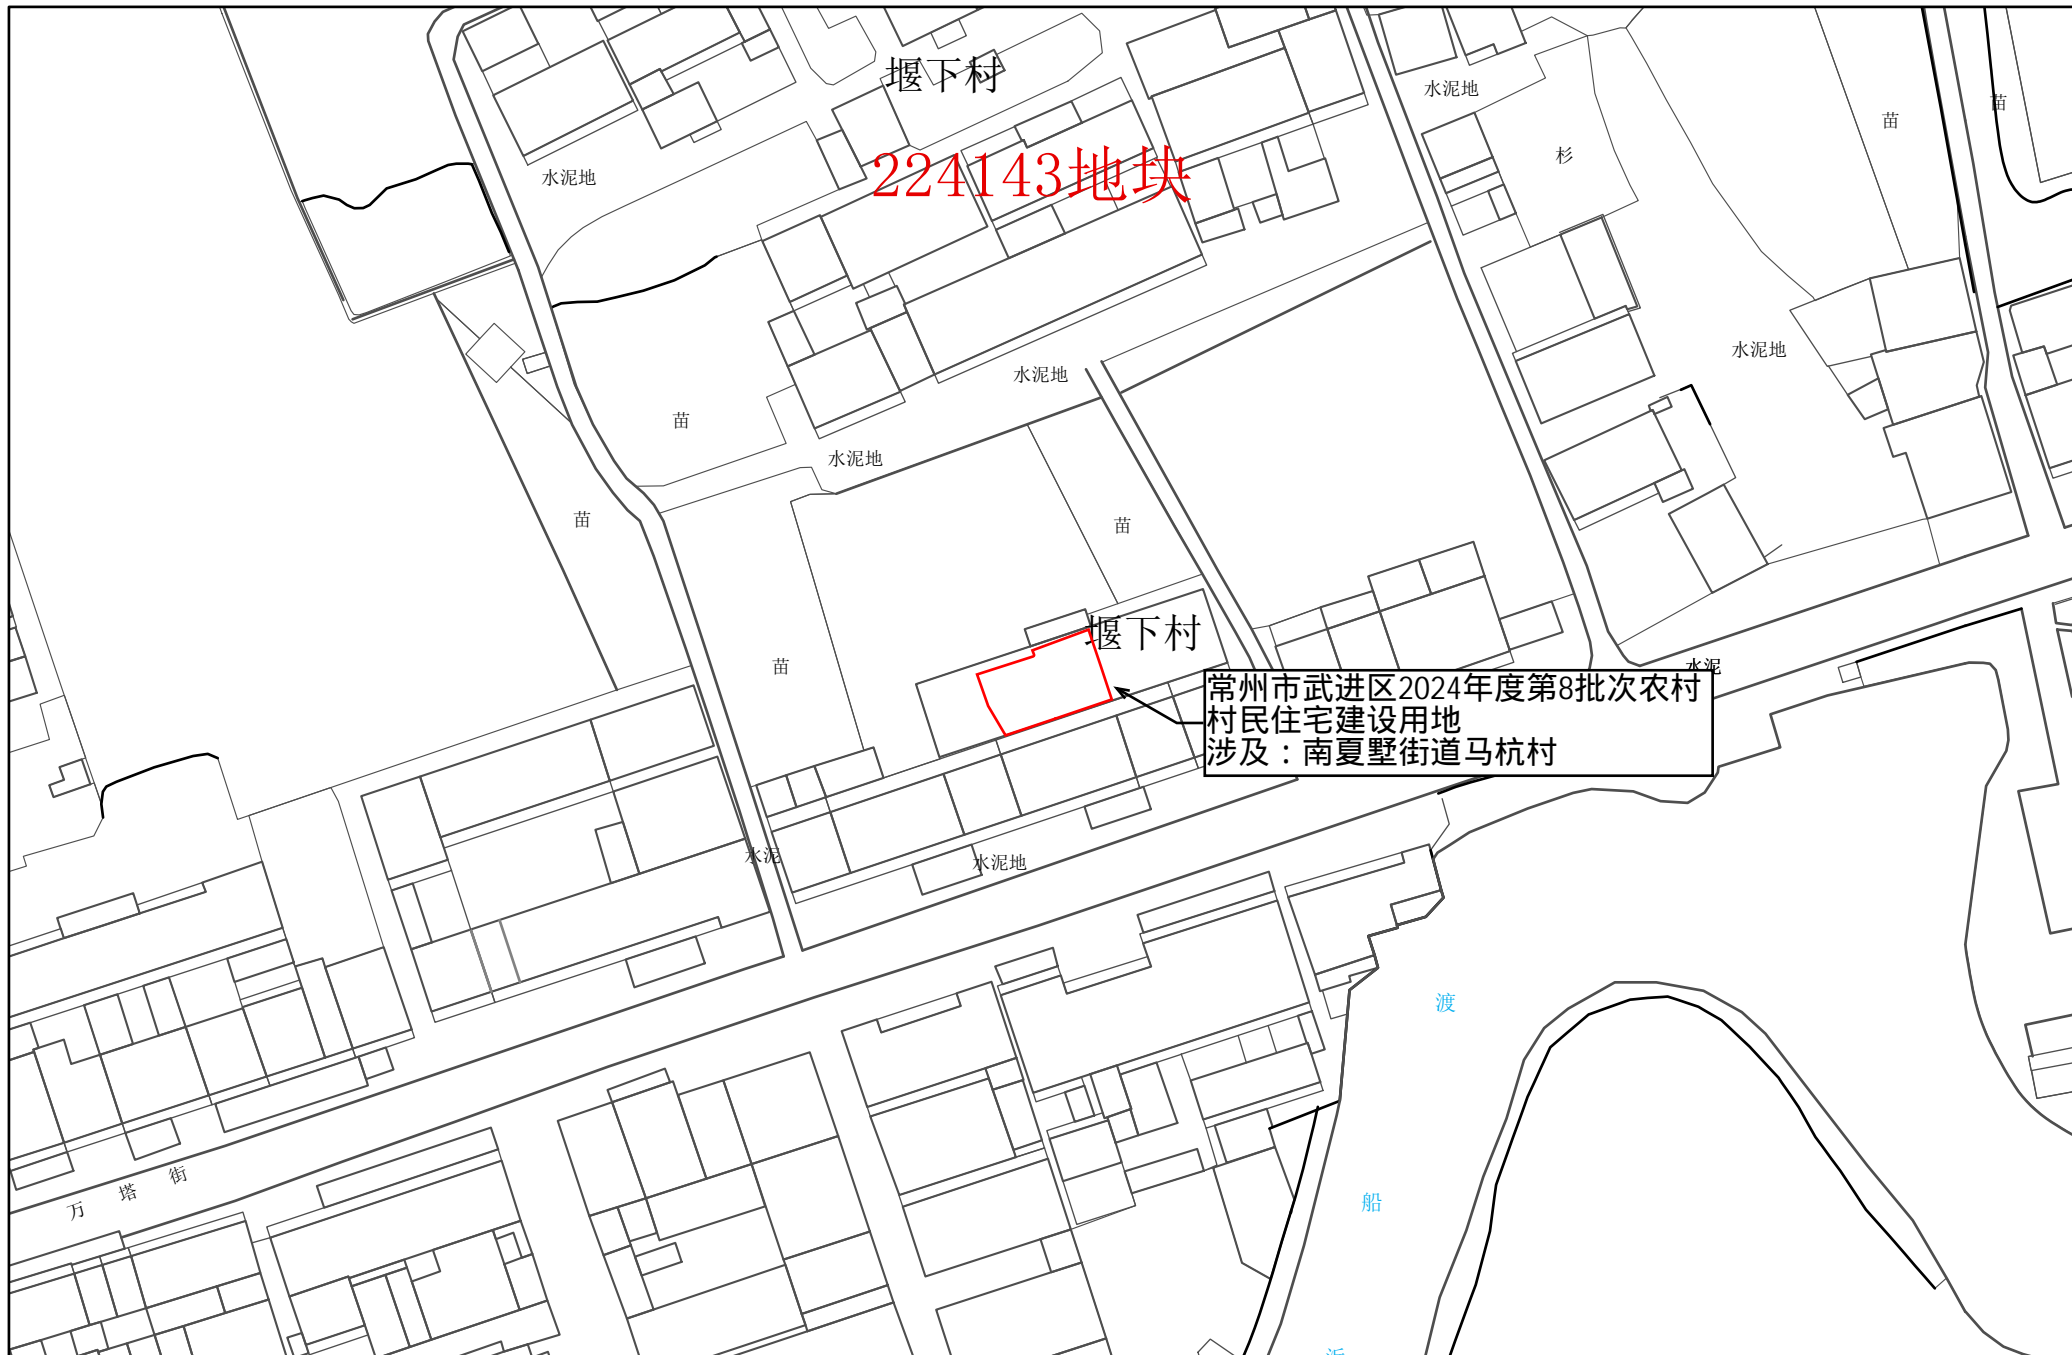 堰下村
水泥地
苗
苗
杉
224143地块
水泥地
水泥地
水泥地
苗
水泥地
苗
苗
堰下村
苗
水泥
常州市武进区2024年度第8批次农村
村民住宅建设用地
涉及：南夏墅街道马杭村
水泥
水泥地
渡
万塔街
船